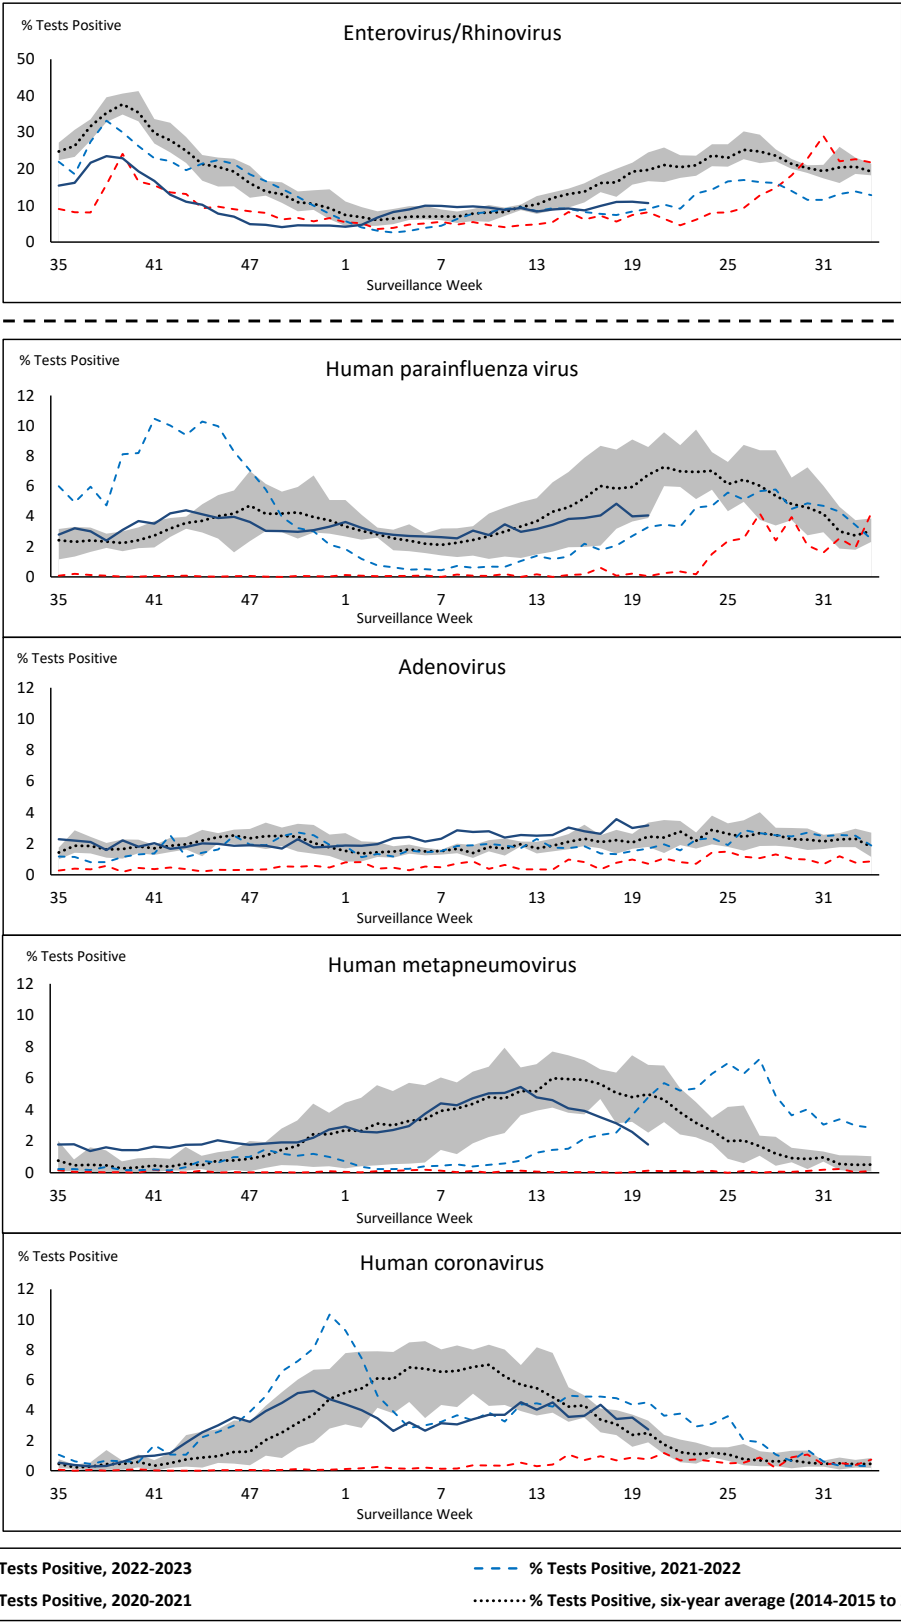 % Tests Positive
Enterovirus/Rhinovirus
50
40
30
20
10
0
35 41 47 1 7 13 19 25 31
Surveillance Week
% Tests Positive
Human parainfluenza virus
12
10
8
6
4
2
0
35 41 47 1 7 13 19 25 31
Surveillance Week
% Tests Positive
Adenovirus
12
10
8
6
4
2
0
35 41 47 1 7 13 19 25 31
Surveillance Week
% Tests Positive
Human metapneumovirus
12
10
8
6
4
2
0
35 41 47 1 7 13 19 25 31
Surveillance Week
% Tests Positive
Human coronavirus
12
10
8
6
4
2
0
35 41 47 1 7 13 19 25 31
Surveillance Week
Tests Positive, 2022-2023 % Tests Positive, 2021-2022
Tests Positive, 2020-2021 % Tests Positive, six-year average (2014-2015 to